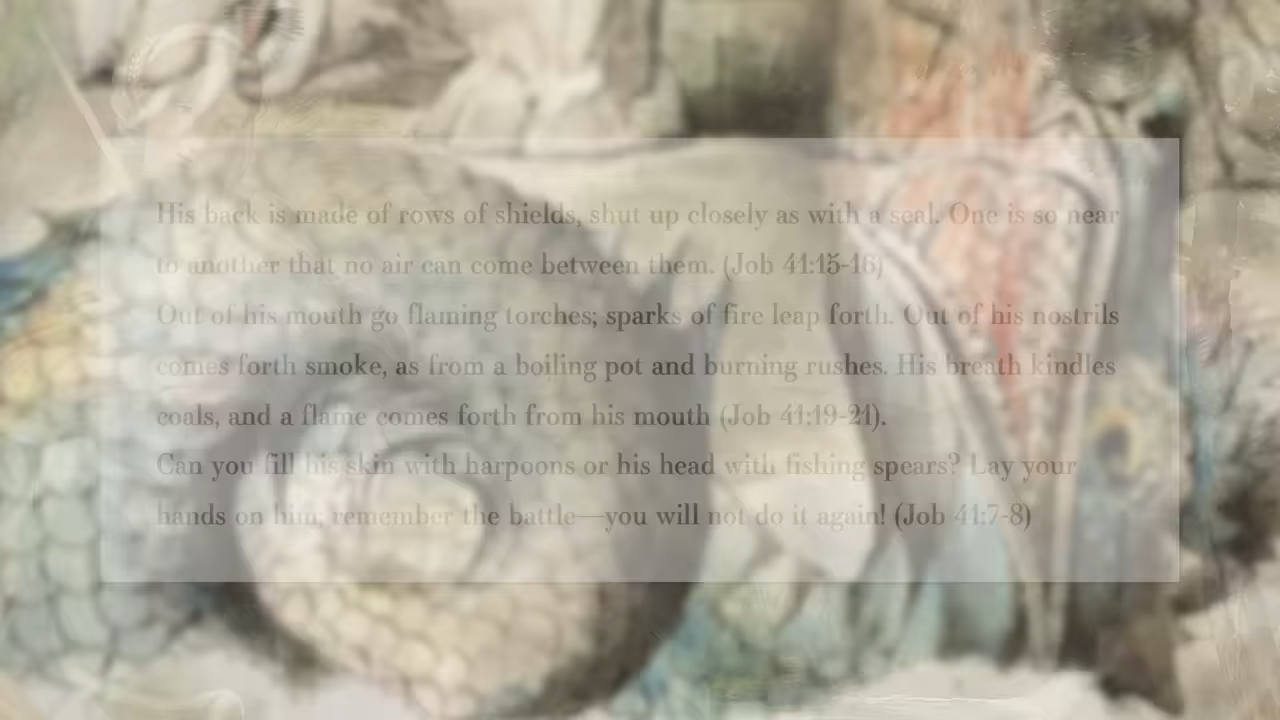 His back is made of rows of shields, shut up closely as with a seal. One is so near
to another that no air can come between them. (Job 41:15-16)
Out of his mouth go flaming torches; sparks of fire leap forth. Out of his nostrils
comes forth smoke, as from a boiling pot and burning rushes. His breath kindles
coals, and a flame comes forth from his mouth (Job 41:19-21).
Can you fill his skin with harpoons or his head with fishing spears? Lay your
hands on him; remember the battle—you will not do it again! (Job 41:7-8)